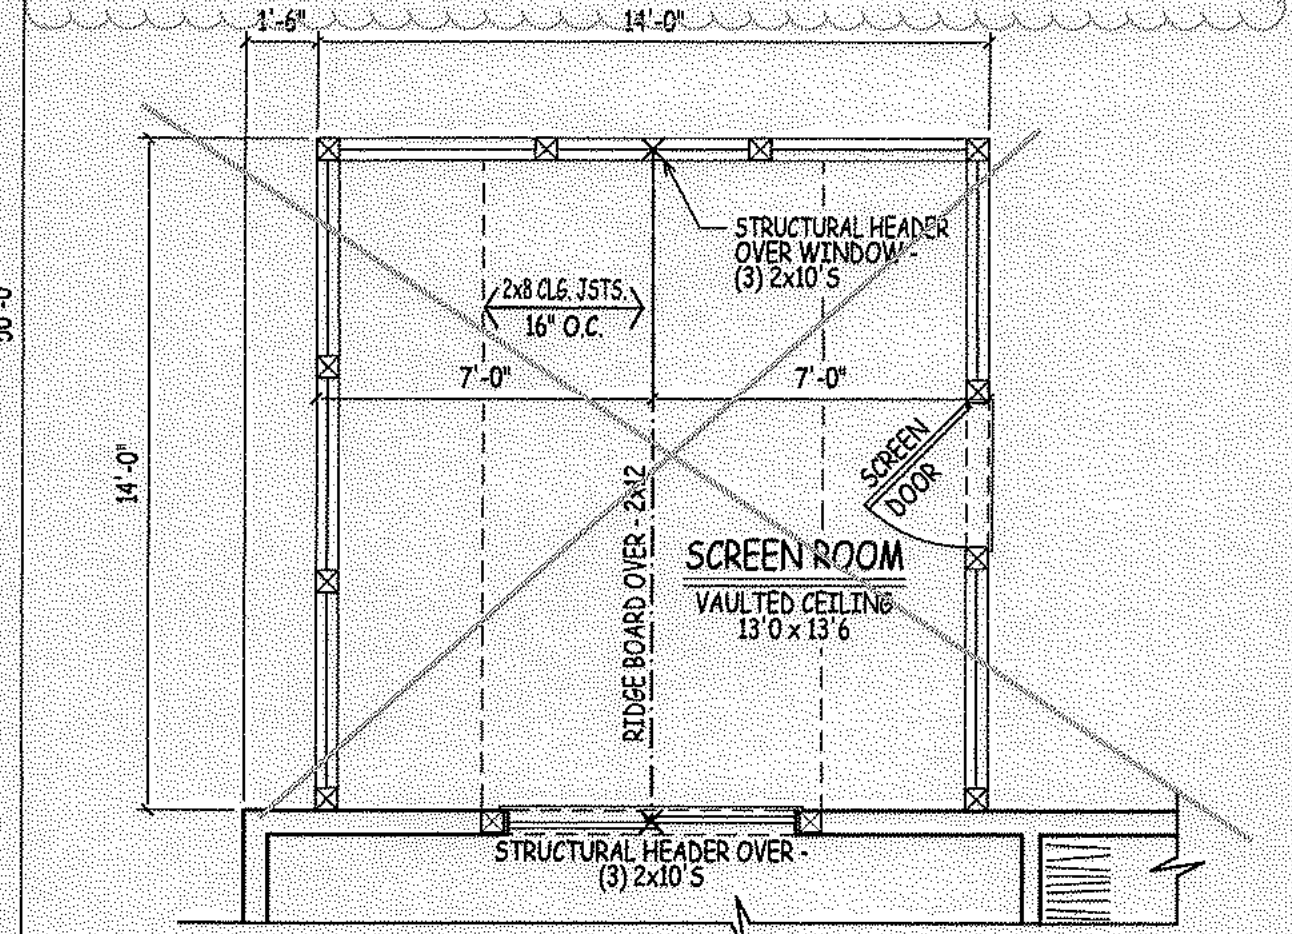 1'-6"
14'-0"
STRUCTURAL HEADER
OVER WINDOW -
(3) 2x10'S
2x8 CLG. JSTS.
16" O.C.
7'-0"
7'-0"
14'-0"
SCREEN
DOOR
RIDGE BOARD OVER - 2x12
SCREEN ROOM
VAULTED CEILING
13'0 x 13'6
STRUCTURAL HEADER OVER -
(3) 2x10'S